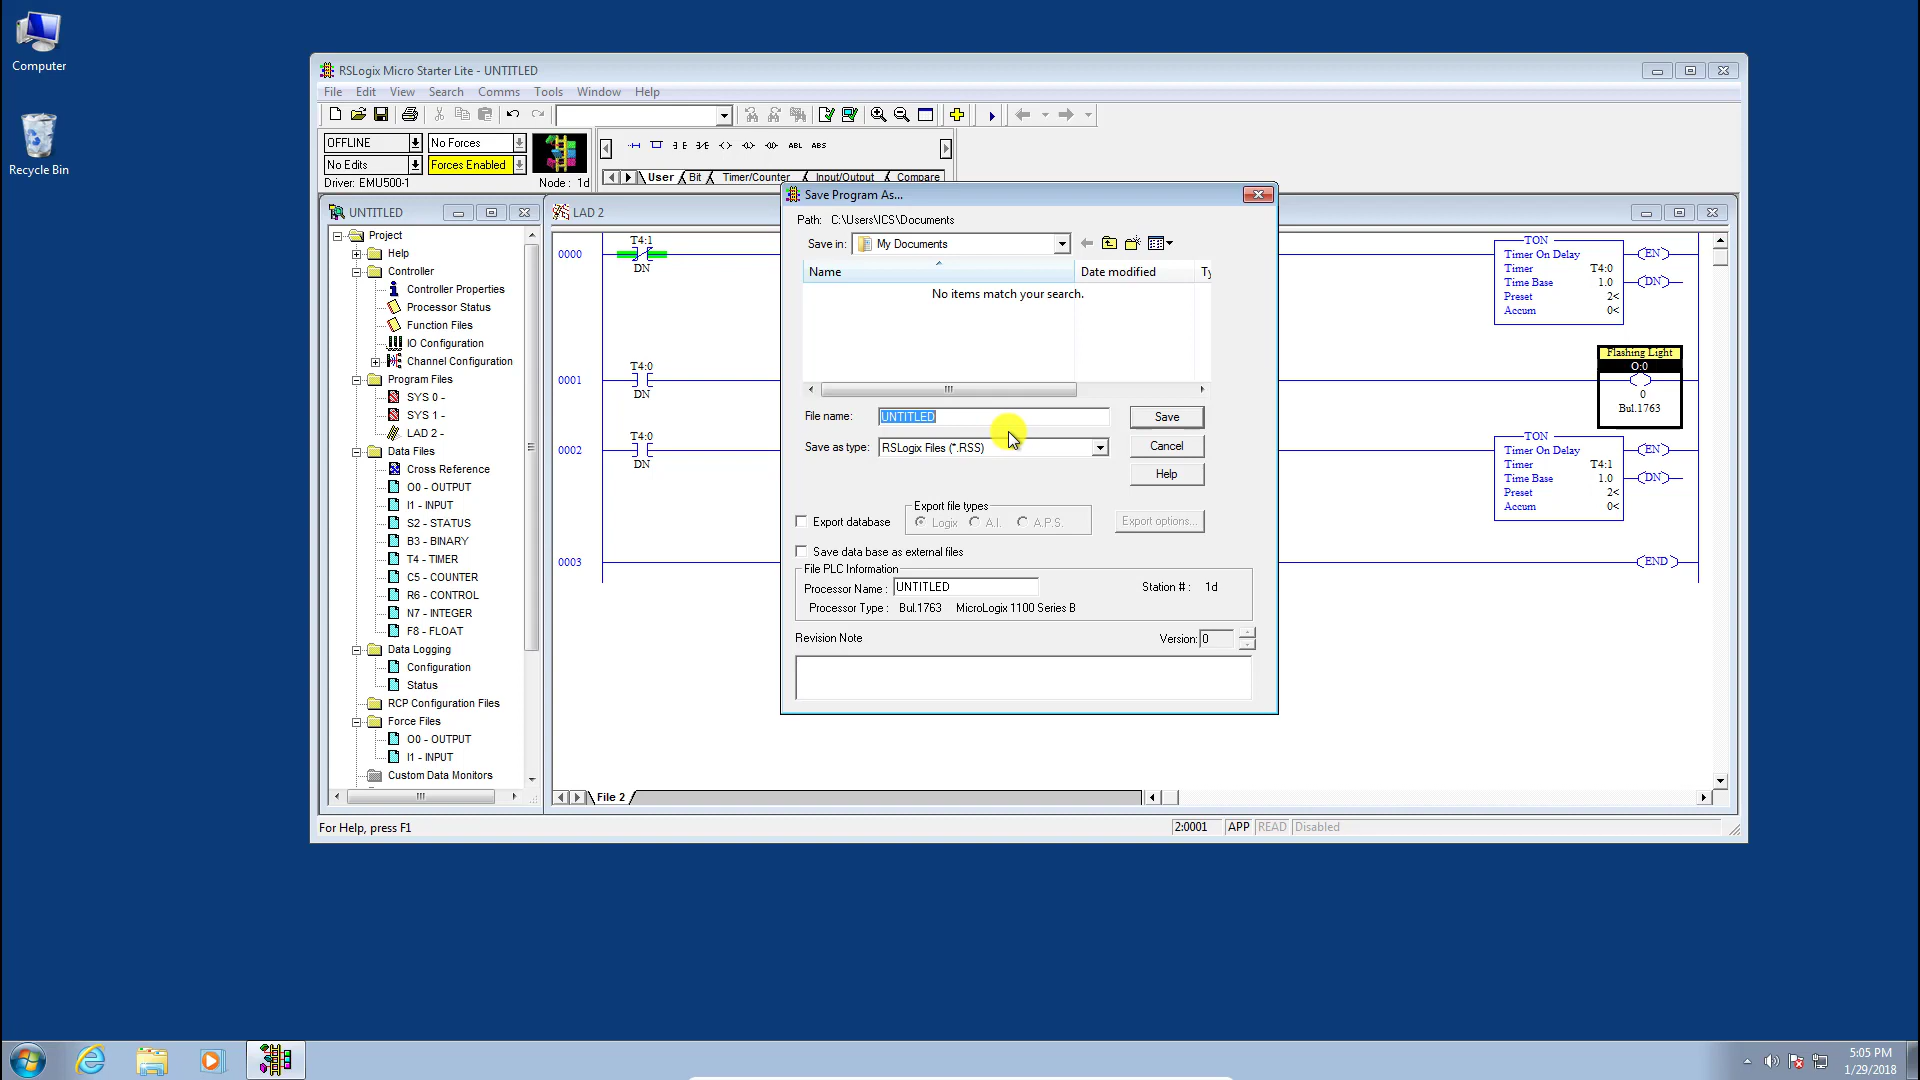 Computer
Recycle Bin
RSLogix Micro Starter Lite - UNTITLED
File Edit View Search Comms Tools Window Help
OFFLINE No Forces
No Edits Forces Enabled
Driver: EMU500-1 Node : 1d
ABL ABS
User Bit Timer/Counter Input/Output Compare
UNTITLED
Project
Help
Controller
Controller Properties
Processor Status
Function Files
IO Configuration
Channel Configuration
Program Files
SYS 0 -
SYS 1 -
LAD 2 -
Data Files
Cross Reference
O0 - OUTPUT
I1 - INPUT
S2 - STATUS
B3 - BINARY
T4 - TIMER
C5 - COUNTER
R6 - CONTROL
N7 - INTEGER
F8 - FLOAT
Data Logging
Configuration
Status
RCP Configuration Files
Force Files
O0 - OUTPUT
I1 - INPUT
Custom Data Monitors
LAD 2
0000
T4:1
DN
TON
Timer On Delay
Timer T4:0
Time Base 1.0
Preset 2<
Accum 0<
EN
DN
0001
T4:0
DN
Flashing Light
O:0
0
Bul.1763
0002
T4:0
DN
TON
Timer On Delay
Timer T4:1
Time Base 1.0
Preset 2<
Accum 0<
EN
DN
0003
END
File 2
Save Program As...
Path: C:\Users\ICS\Documents
Save in: My Documents
Name Date modified Ty
No items match your search.
File name: UNTITLED Save
Save as type: RSLogix Files (*.RSS) Cancel
Help
Export database
Export file types
Logix A.I. A.P.S.
Export options...
Save data base as external files
File PLC Information
Processor Name : UNTITLED Station # : 1d
Processor Type : Bul.1763 MicroLogix 1100 Series B
Revision Note Version: 0
For Help, press F1
2:0001 APP READ Disabled
5:05 PM
1/29/2018